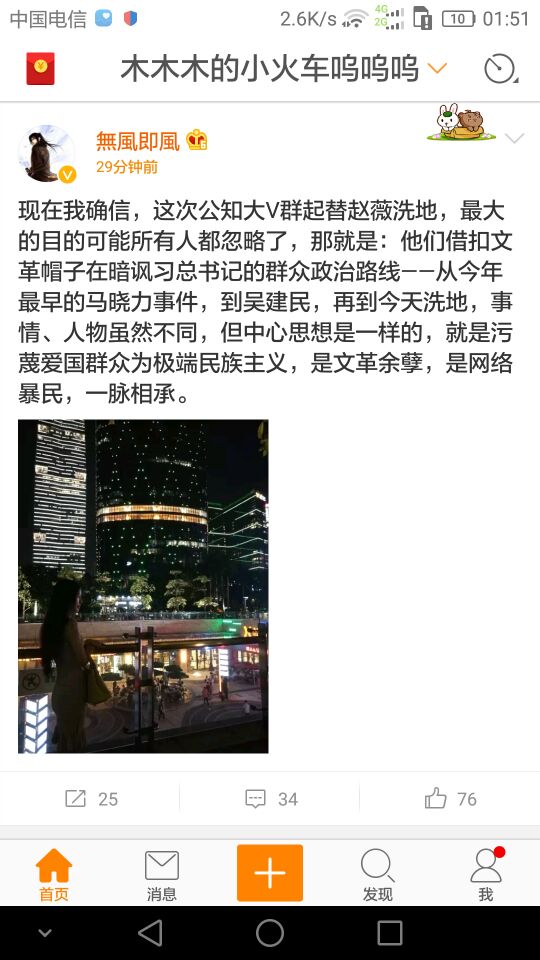 中国电信 2.6K/s 4G 2G 10 01:51
木木木的小火车呜呜呜
無風即風
29分钟前
现在我确信，这次公知大V群起替赵薇洗地，最大
的目的可能所有人都忽略了，那就是：他们借扣文
革帽子在暗讽习总书记的群众政治路线——从今年
最早的马晓力事件，到吴建民，再到今天洗地，事
情、人物虽然不同，但中心思想是一样的，就是污
蔑爱国群众为极端民族主义，是文革余孽，是网络
暴民，一脉相承。
25 34 76
首页 消息 发现 我